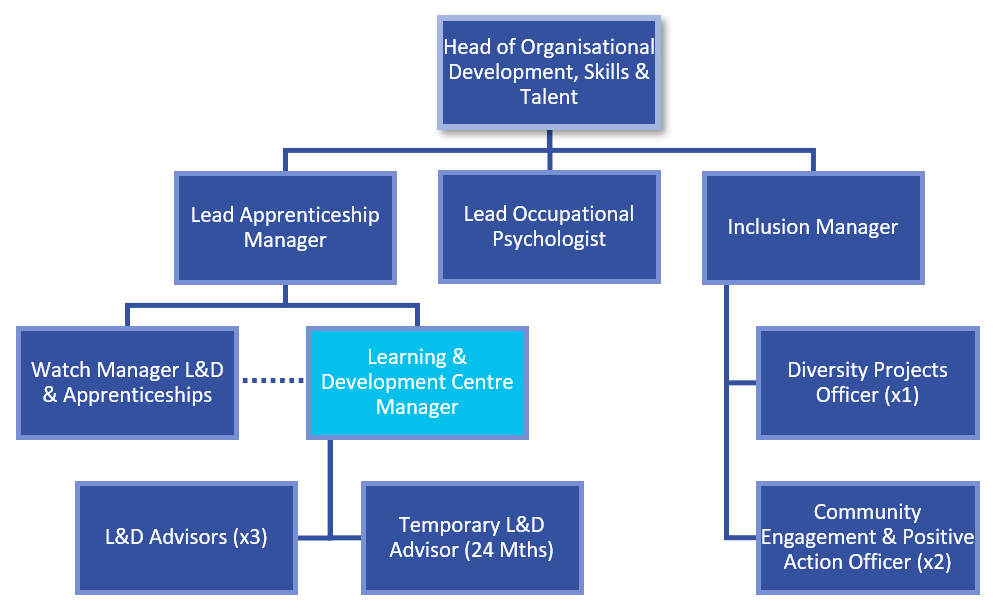 Head of Organisational
Development, Skills &
Talent
Lead Apprenticeship
Manager
Lead Occupational
Psychologist
Inclusion Manager
Watch Manager L&D
& Apprenticeships
Learning &
Development Centre
Manager
Diversity Projects
Officer (x1)
L&D Advisors (x3)
Temporary L&D
Advisor (24 Mths)
Community
Engagement & Positive
Action Officer (x2)